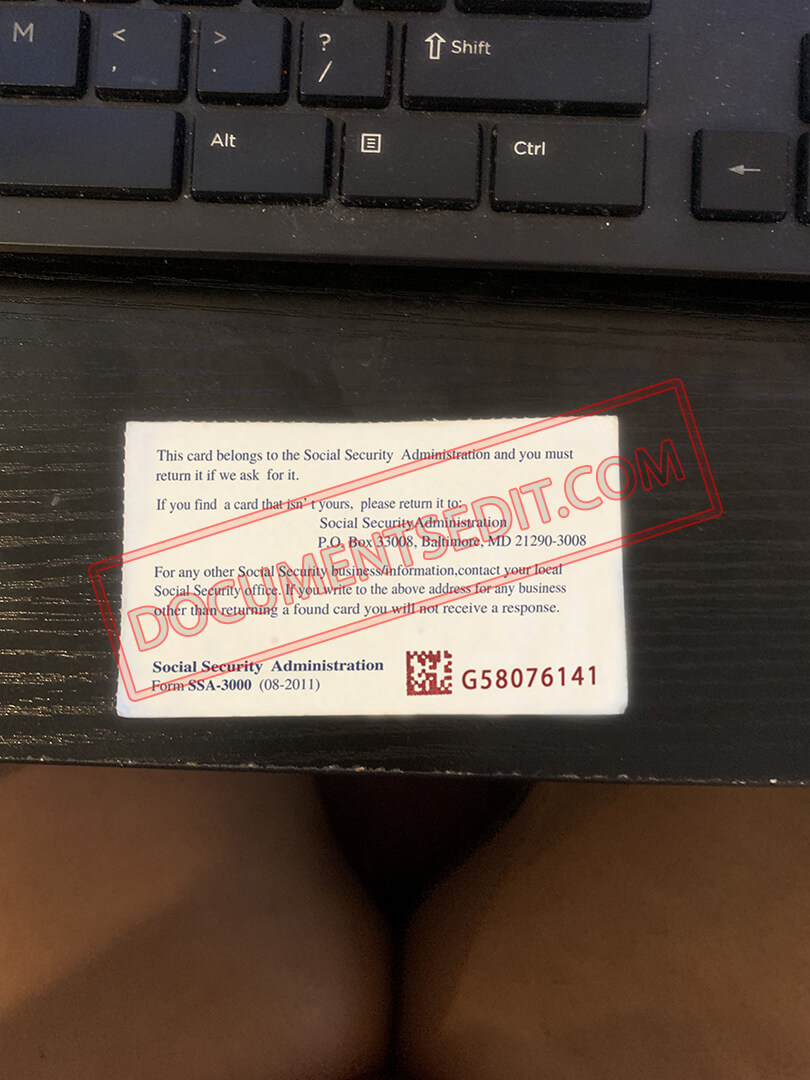 M
<
,
>
.
?
/
⇧ Shift
Alt
Ctrl
←
This card belongs to the Social Security Administration and you must
return it if we ask for it.
If you find a card that isn't yours, please return it to:
Social SecurityAdministration
P.O. Box 33008, Baltimore, MD 21290-3008
For any other Social Security business/information,contact your local
Social Security office. If you write to the above address for any business
other than returning a found card you will not receive a response.
Social Security Administration
Form SSA-3000 (08-2011)
G58076141
DOCUMENTSEDIT.COM